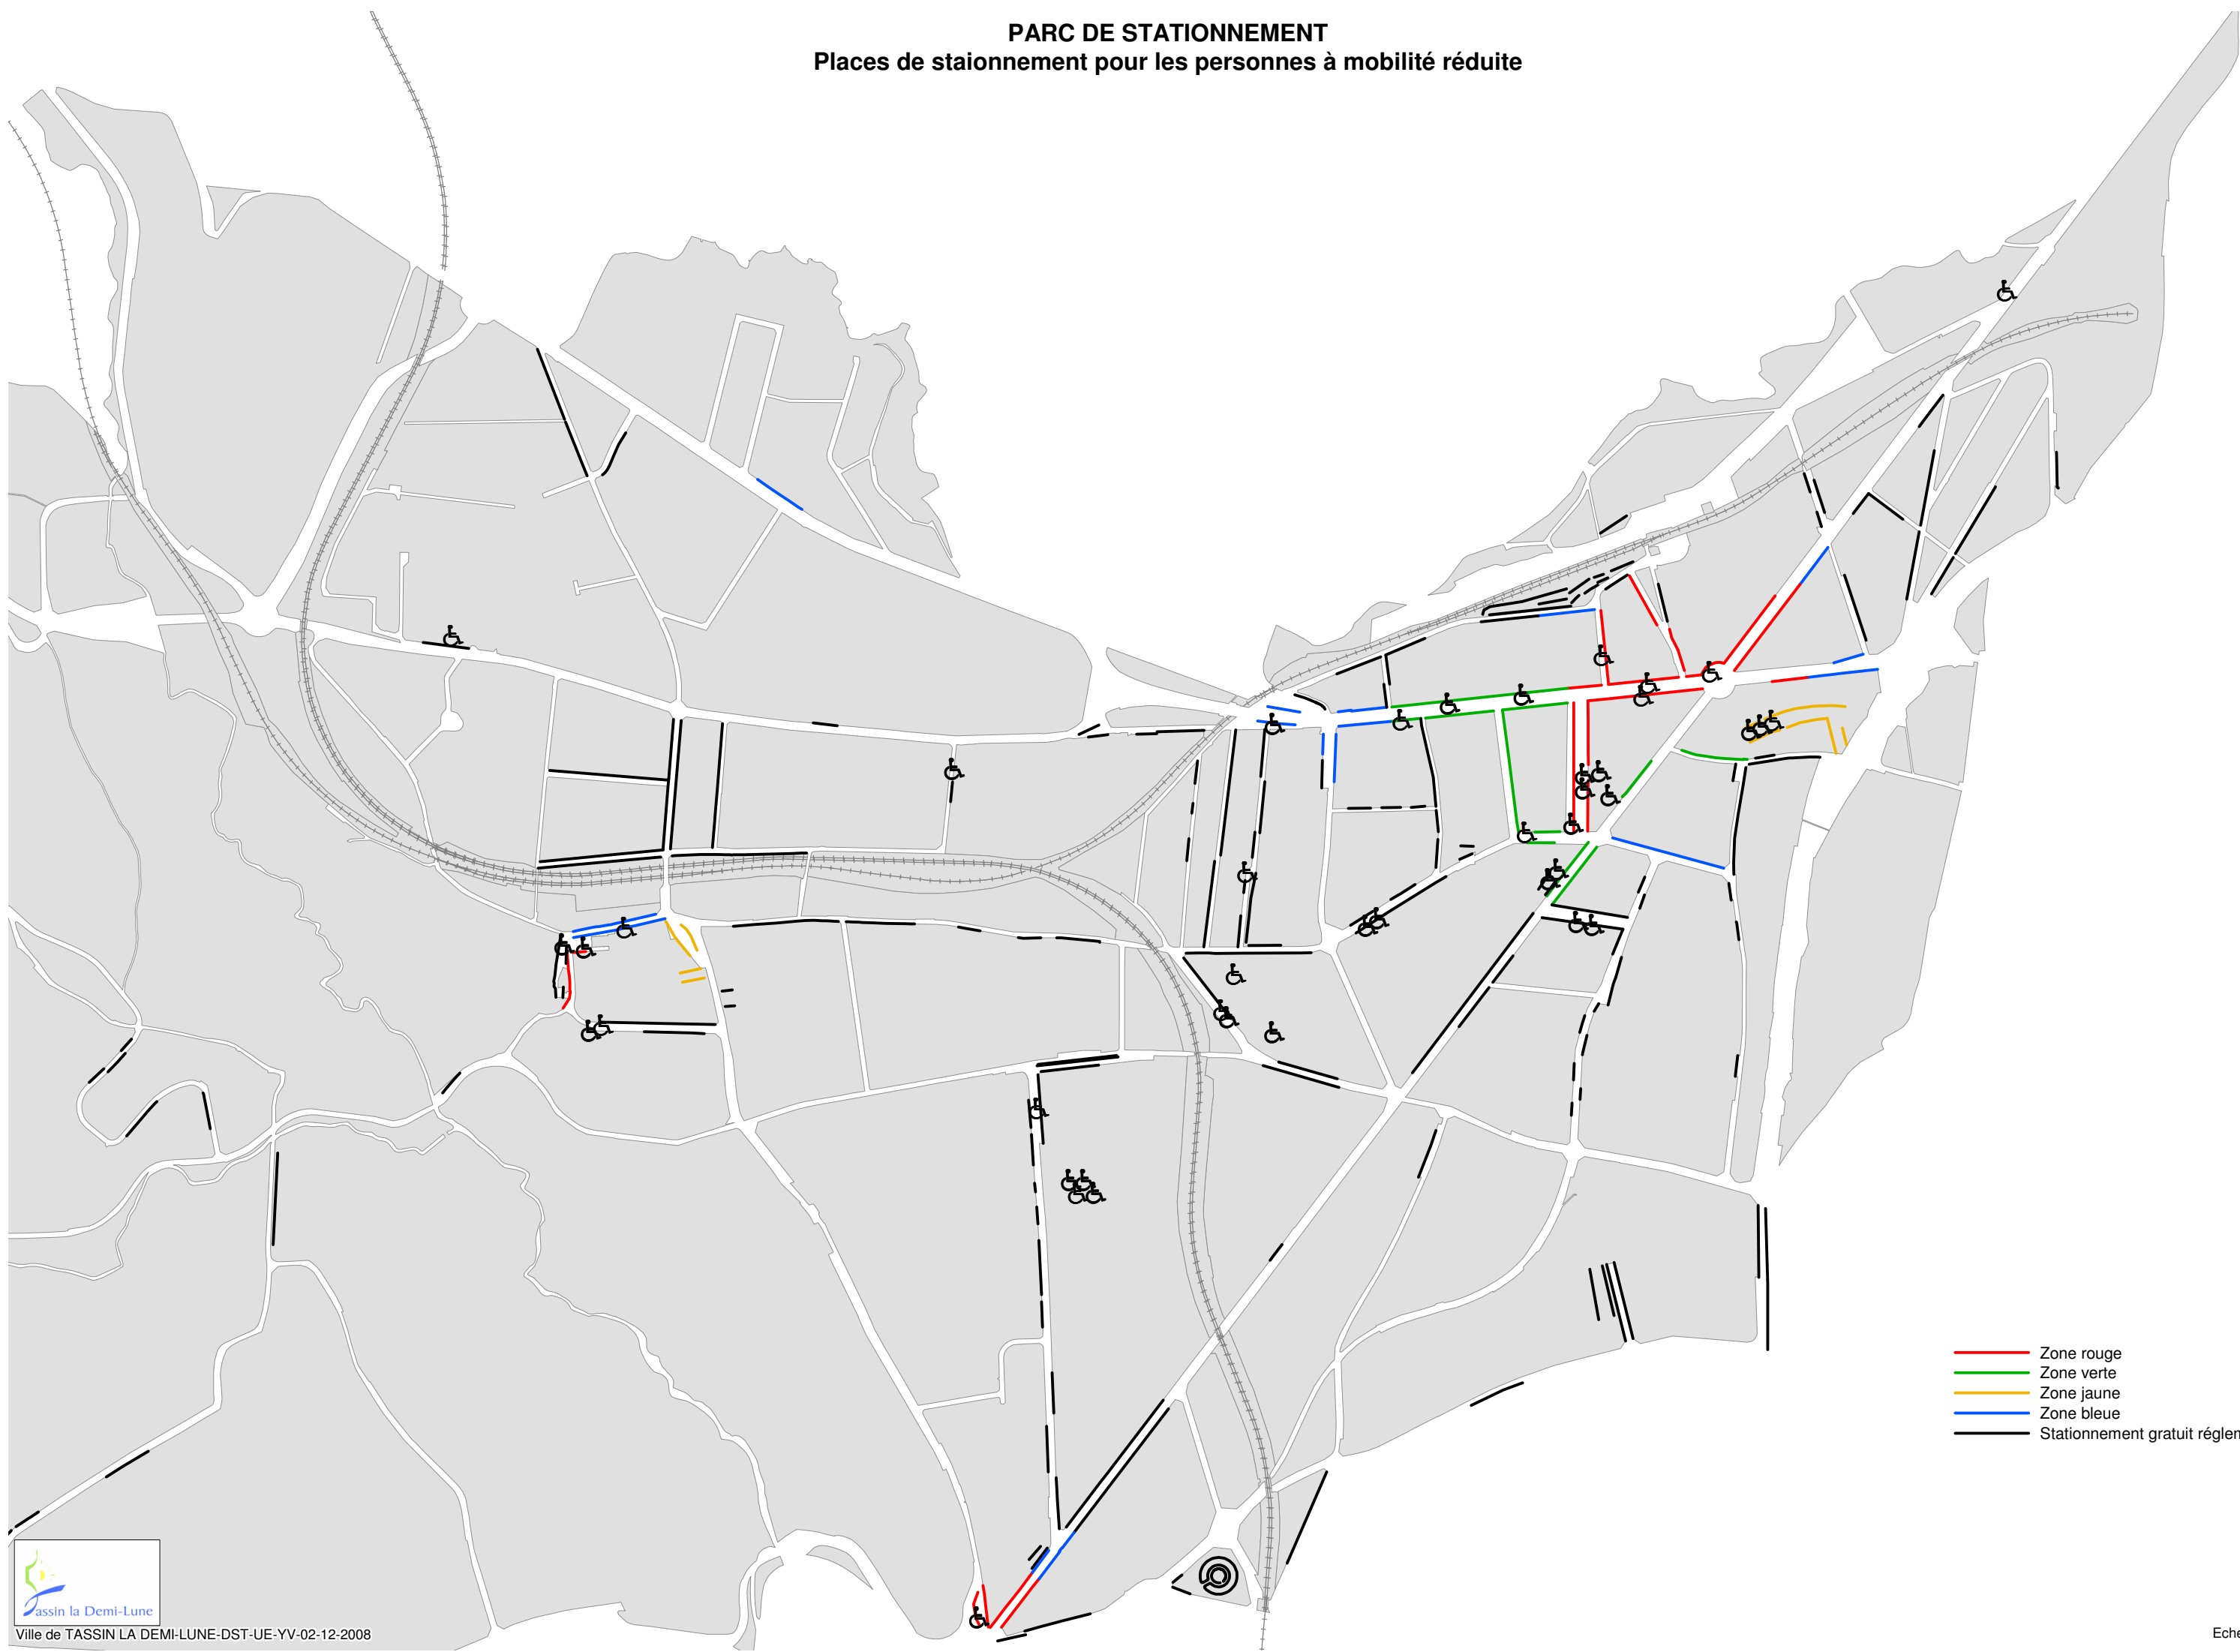 PARC DE STATIONNEMENT
Places de staionnement pour les personnes à mobilité réduite
Zone rouge
Zone verte
Zone jaune
Zone bleue
Stationnement gratuit réglem
assin la Demi-Lune
Ville de TASSIN LA DEMI-LUNE-DST-UE-YV-02-12-2008
Eche